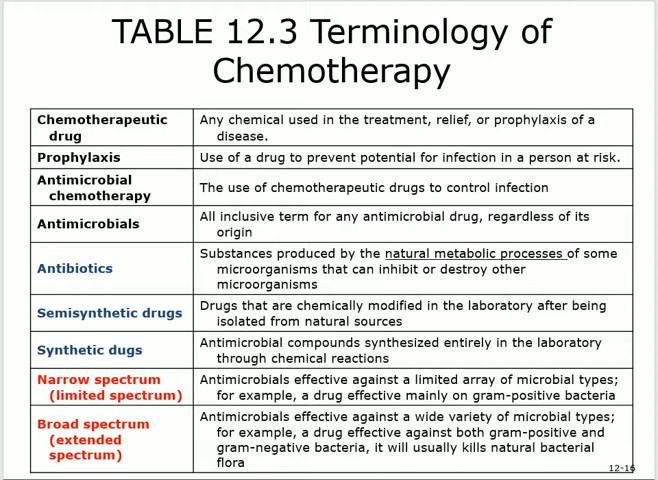 TABLE 12.3 Terminology of
Chemotherapy
Chemotherapeutic
drug
Any chemical used in the treatment, relief, or prophylaxis of a
disease.
Prophylaxis
Use of a drug to prevent potential for infection in a person at risk.
Antimicrobial
chemotherapy
The use of chemotherapeutic drugs to control infection
Antimicrobials
All inclusive term for any antimicrobial drug, regardless of its
origin
Antibiotics
Substances produced by the natural metabolic processes of some
microorganisms that can inhibit or destroy other
microorganisms
Semisynthetic drugs
Drugs that are chemically modified in the laboratory after being
isolated from natural sources
Synthetic dugs
Antimicrobial compounds synthesized entirely in the laboratory
through chemical reactions
Narrow spectrum
(limited spectrum)
Antimicrobials effective against a limited array of microbial types;
for example, a drug effective mainly on gram-positive bacteria
Broad spectrum
(extended
spectrum)
Antimicrobials effective against a wide variety of microbial types;
for example, a drug effective against both gram-positive and
gram-negative bacteria, it will usually kills natural bacterial
flora
12-16